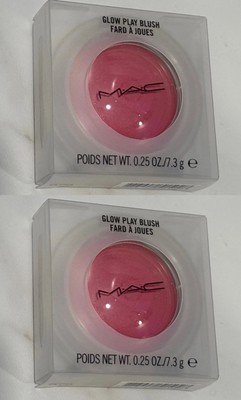 GLOW PLAY BLUSH
FARD À JOUES
MAC
POIDS NET WT. 0.25 OZ./7.3 g ℮
GLOW PLAY BLUSH
FARD À JOUES
MAC
POIDS NET WT. 0.25 OZ./7.3 g ℮